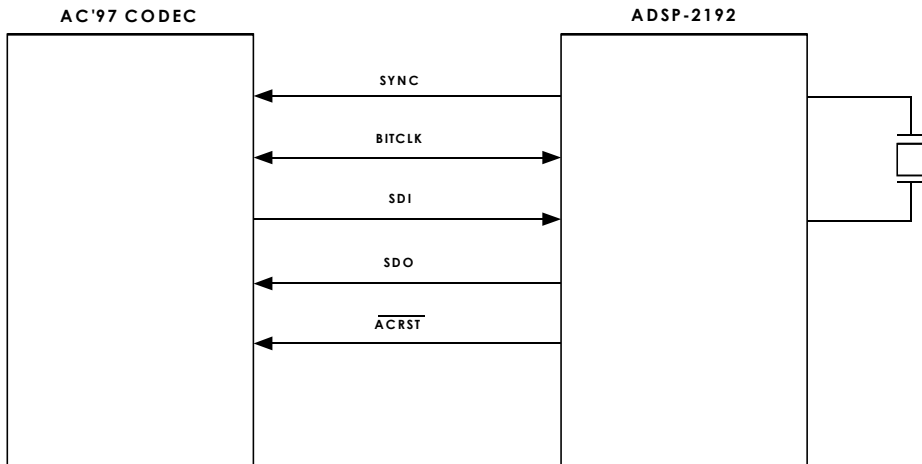 AC'97 CODEC
ADSP-2192
SYNC
BITCLK
SDI
SDO
ACRST